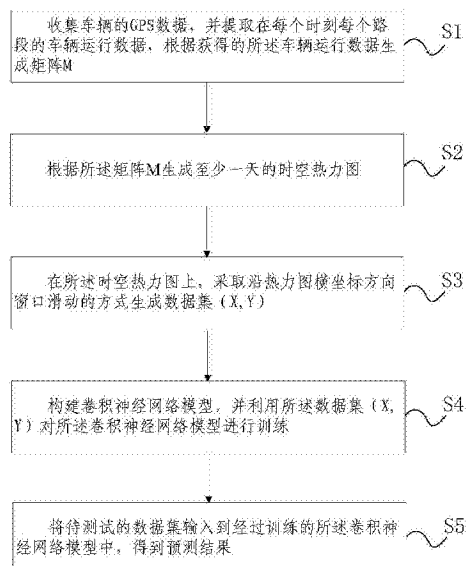 收集车辆的GPS数据，并提取在每个时刻每个路
段的车辆运行数据，根据获得的所述车辆运行数据生
成矩阵M
S1
根据所述矩阵M生成至少一天的时空热力图
S2
在所述时空热力图上，采取沿热力图横坐标方向
窗口滑动的方式生成数据集（X,Y）
S3
构建卷积神经网络模型，并利用所述数据集（X,
Y）对所述卷积神经网络模型进行训练
S4
将待测试的数据集输入到经过训练的所述卷积神
经网络模型中，得到预测结果
S5